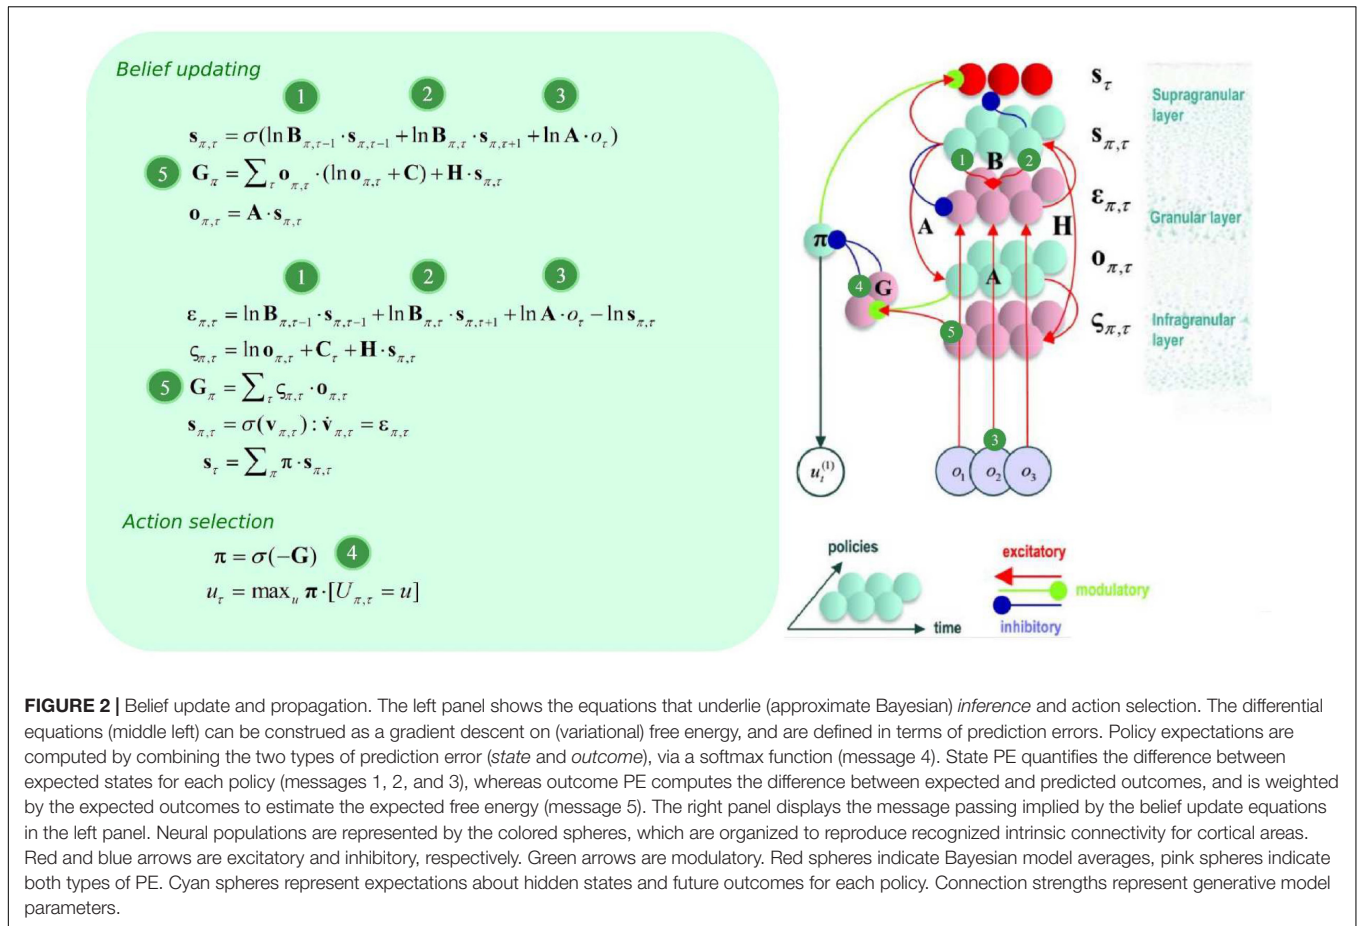 Belief updating
1 2 3
s_{π,τ} = σ(ln B_{π,τ−1} · s_{π,τ−1} + ln B_{π,τ} · s_{π,τ+1} + ln A · o_τ)
5 G_π = ∑_τ o_{π,τ} · (ln o_{π,τ} + C) + H · s_{π,τ}
o_{π,τ} = A · s_{π,τ}
1 2 3
ε_{π,τ} = ln B_{π,τ−1} · s_{π,τ−1} + ln B_{π,τ} · s_{π,τ+1} + ln A · o_τ − ln s_{π,τ}
ς_{π,τ} = ln o_{π,τ} + C_τ + H · s_{π,τ}
5 G_π = ∑_τ ς_{π,τ} · o_{π,τ}
s_{π,τ} = σ(v_{π,τ}) : v̇_{π,τ} = ε_{π,τ}
s_τ = ∑_π π · s_{π,τ}
Action selection
π = σ(−G) 4
u_τ = max_u π · [U_{π,τ} = u]
s_τ
Supragranular
layer
s_{π,τ}
1 B 2
ε_{π,τ}
A H
Granular layer
π
o_{π,τ}
4 G A
ς_{π,τ}
5
Infragranular
layer
3
u_t^{(1)}
o_1 o_2 o_3
policies
time
excitatory
modulatory
inhibitory
FIGURE 2 | Belief update and propagation. The left panel shows the equations that underlie (approximate Bayesian) inference and action selection. The differential
equations (middle left) can be construed as a gradient descent on (variational) free energy, and are defined in terms of prediction errors. Policy expectations are
computed by combining the two types of prediction error (state and outcome), via a softmax function (message 4). State PE quantifies the difference between
expected states for each policy (messages 1, 2, and 3), whereas outcome PE computes the difference between expected and predicted outcomes, and is weighted
by the expected outcomes to estimate the expected free energy (message 5). The right panel displays the message passing implied by the belief update equations
in the left panel. Neural populations are represented by the colored spheres, which are organized to reproduce recognized intrinsic connectivity for cortical areas.
Red and blue arrows are excitatory and inhibitory, respectively. Green arrows are modulatory. Red spheres indicate Bayesian model averages, pink spheres indicate
both types of PE. Cyan spheres represent expectations about hidden states and future outcomes for each policy. Connection strengths represent generative model
parameters.